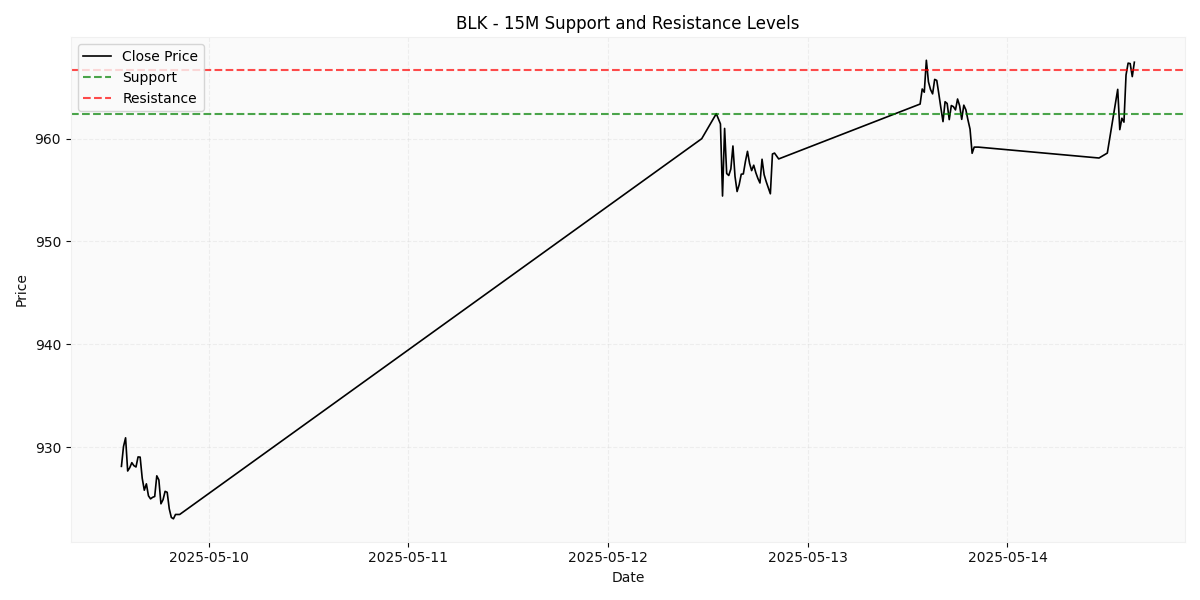 BLK - 15M Support and Resistance Levels
Close Price
Support
Resistance
960
950
940
930
Price
2025-05-10
2025-05-11
2025-05-12
2025-05-13
2025-05-14
Date